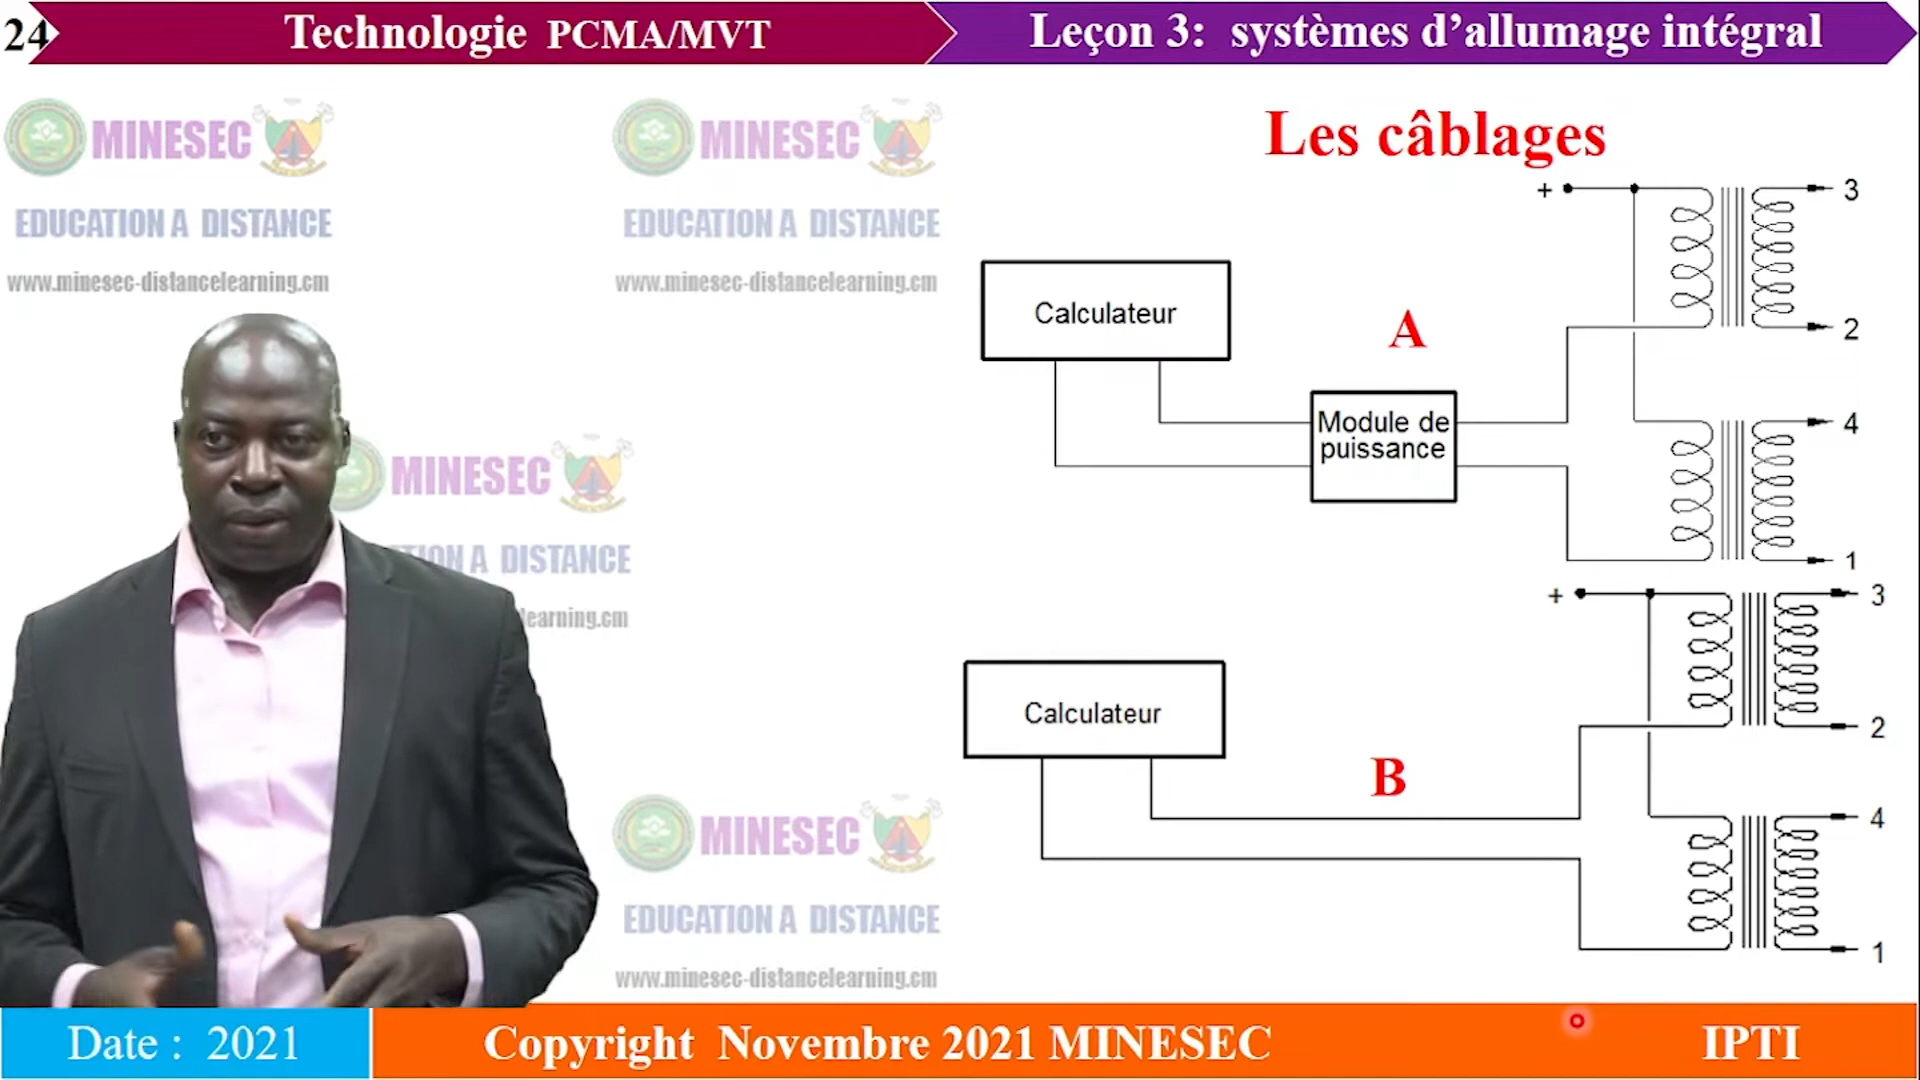 24
Technologie PCMA/MVT
Leçon 3: systèmes d'allumage intégral
MINESEC
EDUCATION A DISTANCE
www.minesec-distancelearning.cm
MINESEC
EDUCATION A DISTANCE
www.minesec-distancelearning.cm
Les câblages
+
3
2
Calculateur
A
Module de
puissance
4
1
MINESEC
ION A DISTANCE
learning.cm
+
3
2
Calculateur
B
4
1
MINESEC
EDUCATION A DISTANCE
www.minesec-distancelearning.cm
Date : 2021
Copyright Novembre 2021 MINESEC
IPTI